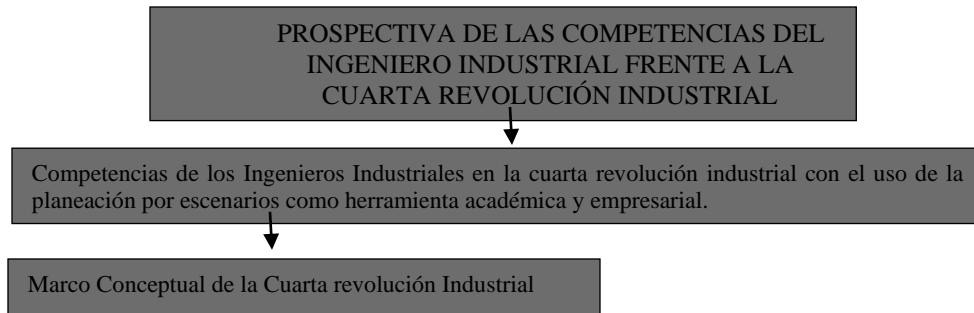 PROSPECTIVA DE LAS COMPETENCIAS DEL
INGENIERO INDUSTRIAL FRENTE A LA
CUARTA REVOLUCIÓN INDUSTRIAL
Competencias de los Ingenieros Industriales en la cuarta revolución industrial con el uso de la
planeación por escenarios como herramienta académica y empresarial.
Marco Conceptual de la Cuarta revolución Industrial